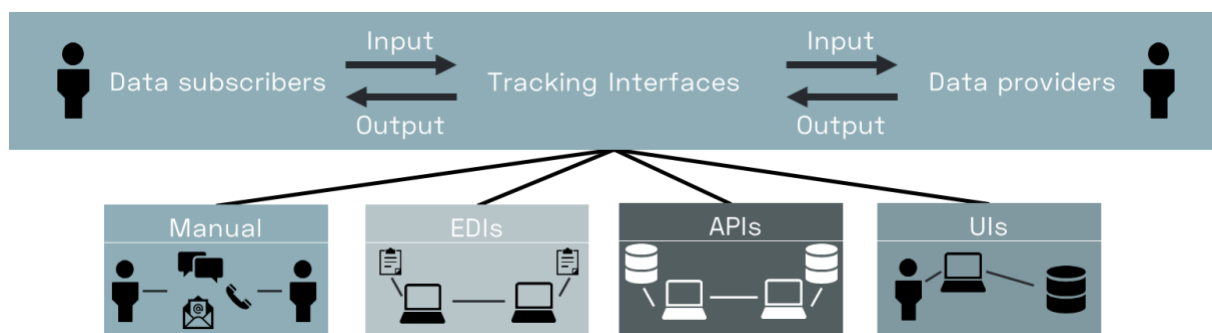 Input
Input
Data subscribers
Tracking Interfaces
Data providers
Output
Output
Manual
EDIs
APIs
UIs
@